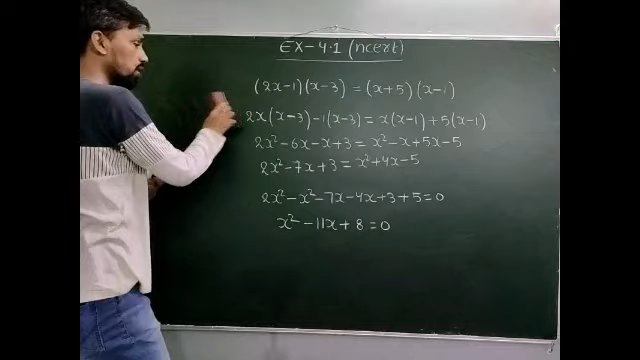 EX-4.1 (ncert)
(2x-1)(x-3) = (x+5)(x-1)
2x(x-3)-1(x-3) = x(x-1)+5(x-1)
2x²-6x-x+3 = x²-x+5x-5
2x²-7x+3 = x²+4x-5
2x²-x²-7x-4x+3+5=0
x²-11x+8=0